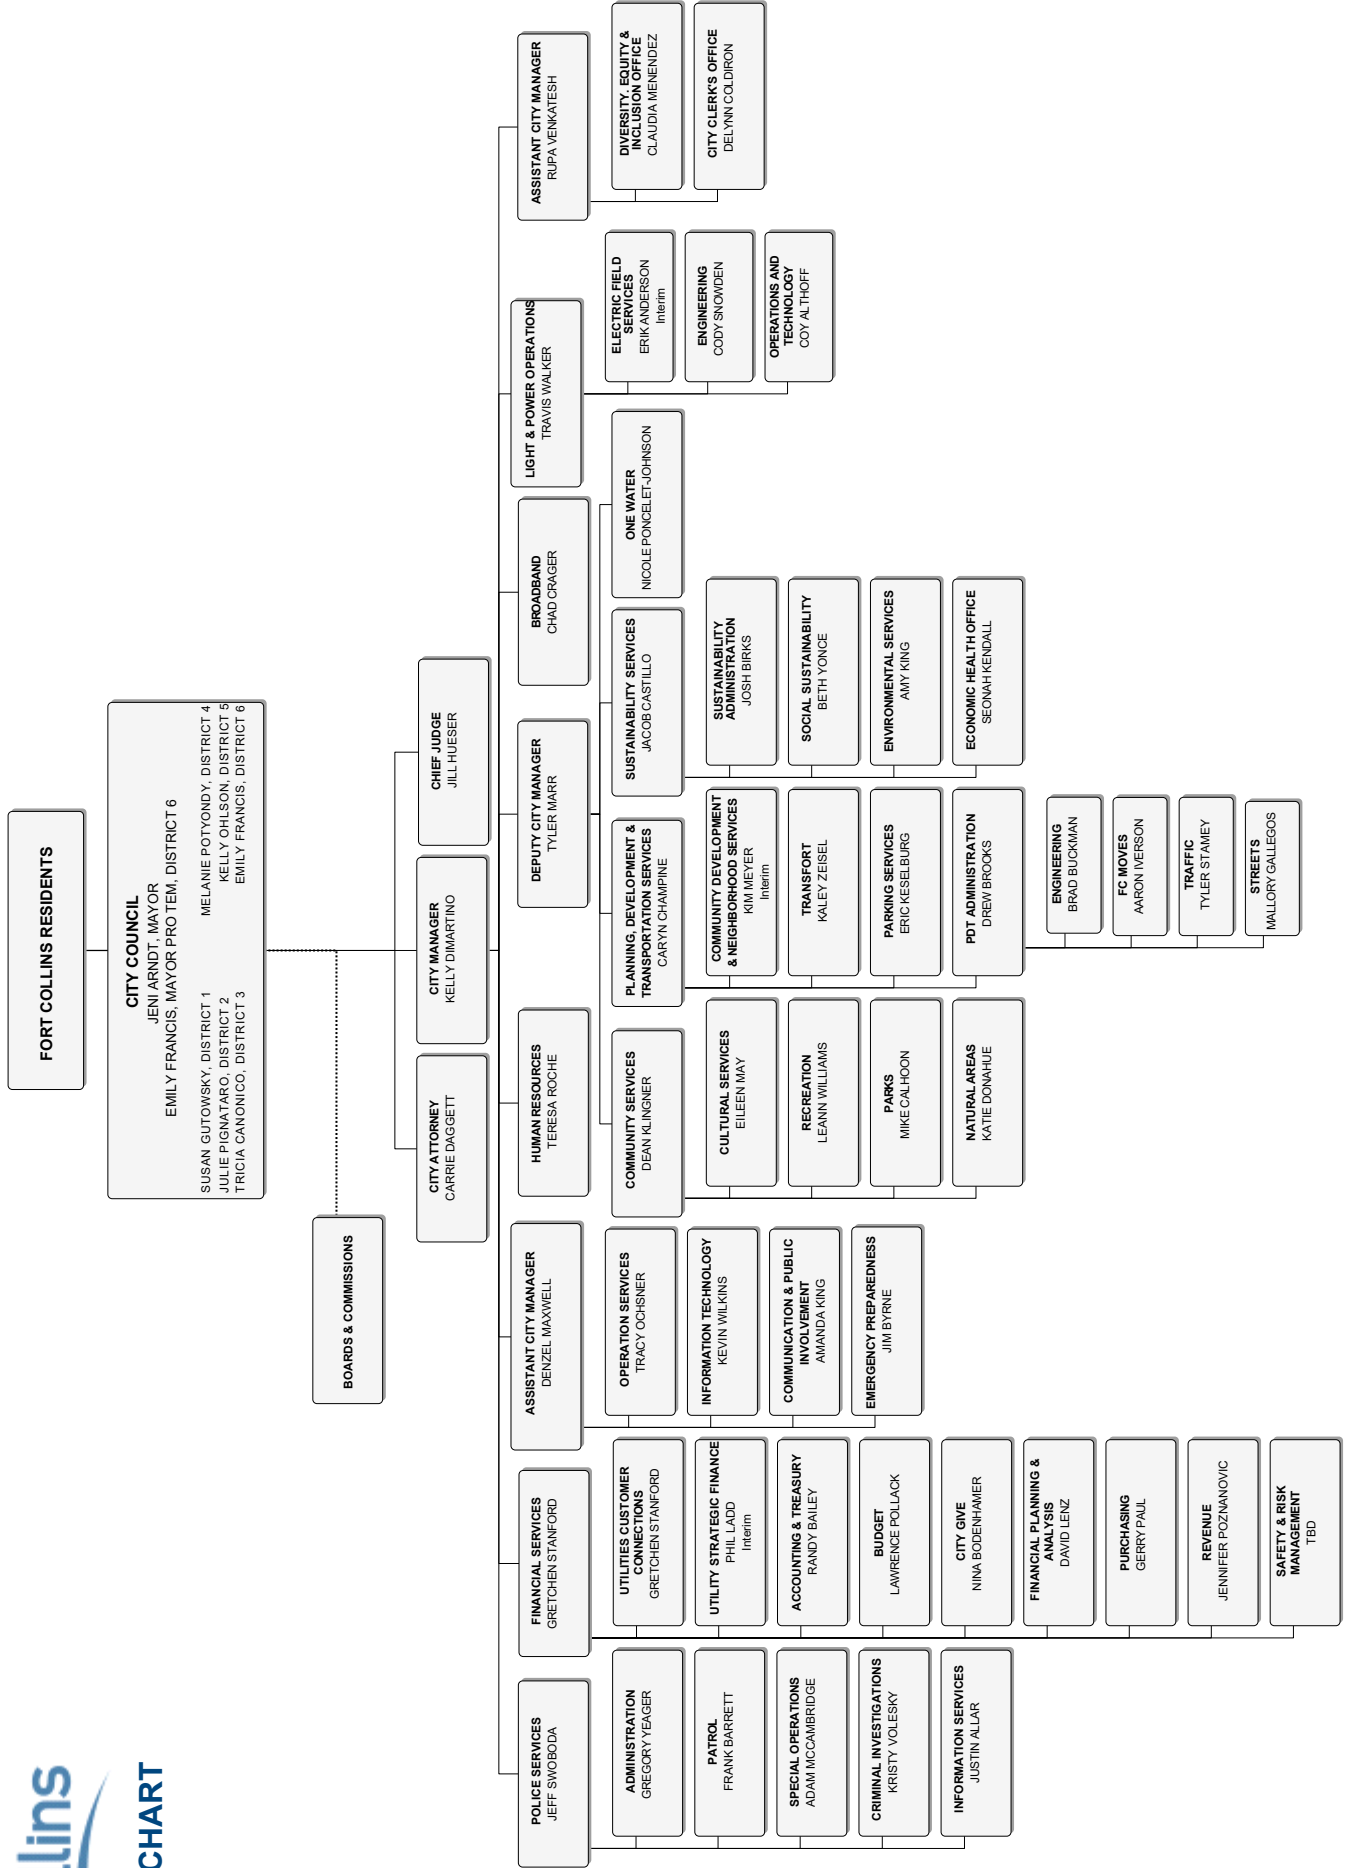 llins
CHART
FORT COLLINS RESIDENTS
CITY COUNCIL
JENI ARNDT, MAYOR
EMILY FRANCIS, MAYOR PRO TEM, DISTRICT 6
SUSAN GUTOWSKY, DISTRICT 1
JULIE PIGNATARO, DISTRICT 2
TRICIA CANONICO, DISTRICT 3
MELANIE POTYONDY, DISTRICT 4
KELLY OHLSON, DISTRICT 5
EMILY FRANCIS, DISTRICT 6
BOARDS & COMMISSIONS
CITY ATTORNEY
CARRIE DAGGETT
CITY MANAGER
KELLY DIMARTINO
CHIEF JUDGE
JILL HUESER
POLICE SERVICES
JEFF SWOBODA
FINANCIAL SERVICES
GRETCHEN STANFORD
ASSISTANT CITY MANAGER
DENZEL MAXWELL
HUMAN RESOURCES
TERESA ROCHE
DEPUTY CITY MANAGER
TYLER MARR
BROADBAND
CHAD CRAGER
LIGHT & POWER OPERATIONS
TRAVIS WALKER
ASSISTANT CITY MANAGER
RUPA VENKATESH
ADMINISTRATION
GREGORY YEAGER
PATROL
FRANK BARRETT
SPECIAL OPERATIONS
ADAM MCCAMBRIDGE
CRIMINAL INVESTIGATIONS
KRISTY VOLESKY
INFORMATION SERVICES
JUSTIN ALLAR
UTILITIES CUSTOMER
CONNECTIONS
GRETCHEN STANFORD
UTILITY STRATEGIC FINANCE
PHIL LADD
Interim
ACCOUNTING & TREASURY
RANDY BAILEY
BUDGET
LAWRENCE POLLACK
CITY GIVE
NINA BODENHAMER
FINANCIAL PLANNING &
ANALYSIS
DAVID LENZ
PURCHASING
GERRY PAUL
REVENUE
JENNIFER POZNANOVIC
SAFETY & RISK
MANAGEMENT
TBD
OPERATION SERVICES
TRACY OCHSNER
INFORMATION TECHNOLOGY
KEVIN WILKINS
COMMUNICATION & PUBLIC
INVOLVEMENT
AMANDA KING
EMERGENCY PREPAREDNESS
JIM BYRNE
COMMUNITY SERVICES
DEAN KLINGNER
CULTURAL SERVICES
EILEEN MAY
RECREATION
LEANN WILLIAMS
PARKS
MIKE CALHOON
NATURAL AREAS
KATIE DONAHUE
PLANNING, DEVELOPMENT &
TRANSPORTATION SERVICES
CARYN CHAMPINE
COMMUNITY DEVELOPMENT
& NEIGHBORHOOD SERVICES
KIM MEYER
Interim
TRANSFORT
KALEY ZEISEL
PARKING SERVICES
ERIC KESELBURG
PDT ADMINISTRATION
DREW BROOKS
ENGINEERING
BRAD BUCKMAN
FC MOVES
AARON IVERSON
TRAFFIC
TYLER STAMEY
STREETS
MALLORY GALLEGOS
SUSTAINABILITY SERVICES
JACOB CASTILLO
SUSTAINABILITY
ADMINISTRATION
JOSH BIRKS
SOCIAL SUSTAINABILITY
BETH YONCE
ENVIRONMENTAL SERVICES
AMY KING
ECONOMIC HEALTH OFFICE
SEONAH KENDALL
ONE WATER
NICOLE PONCELET-JOHNSON
ELECTRIC FIELD
SERVICES
ERIK ANDERSON
Interim
ENGINEERING
CODY SNOWDEN
OPERATIONS AND
TECHNOLOGY
COY ALTHOFF
DIVERSITY. EQUITY &
INCLUSION OFFICE
CLAUDIA MENENDEZ
CITY CLERK'S OFFICE
DELYNN COLDIRON